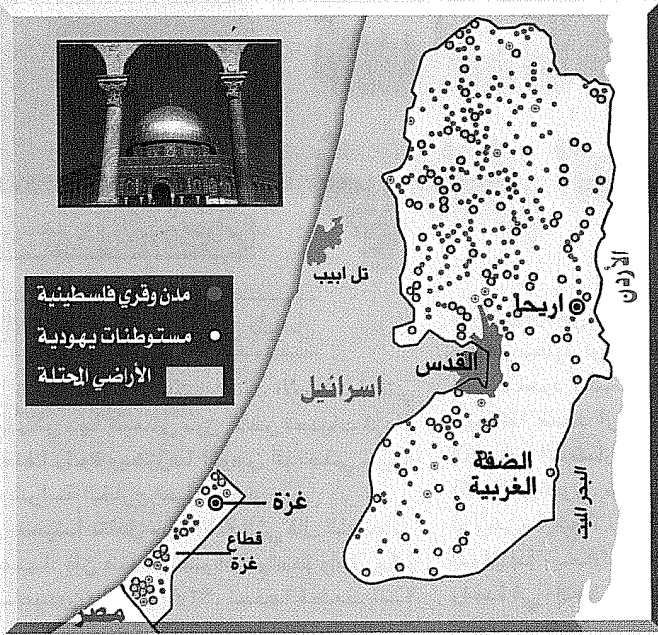 تل ابيب
الأردن
مدن وقري فلسطينية
مستوطنات يهودية
الأراضي المحتلة
اريحا
القدس
اسرائيل
الضفة
الغربية
البحر الميت
غزة
قطاع
غزة
مصر